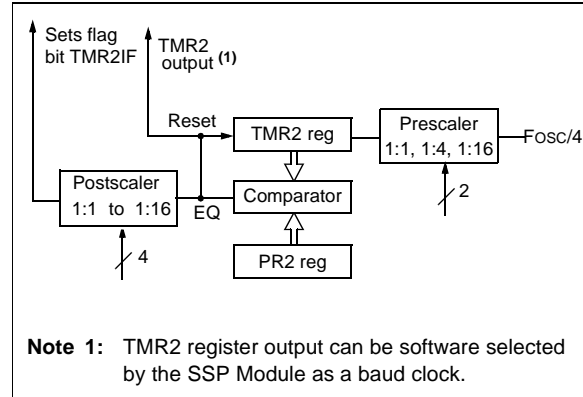 Sets flag
bit TMR2IF
TMR2
output (1)
Reset
TMR2 reg
Prescaler
1:1, 1:4, 1:16
FOSC/4
2
Postscaler
1:1 to 1:16
EQ
Comparator
4
PR2 reg
Note 1: TMR2 register output can be software selected
by the SSP Module as a baud clock.